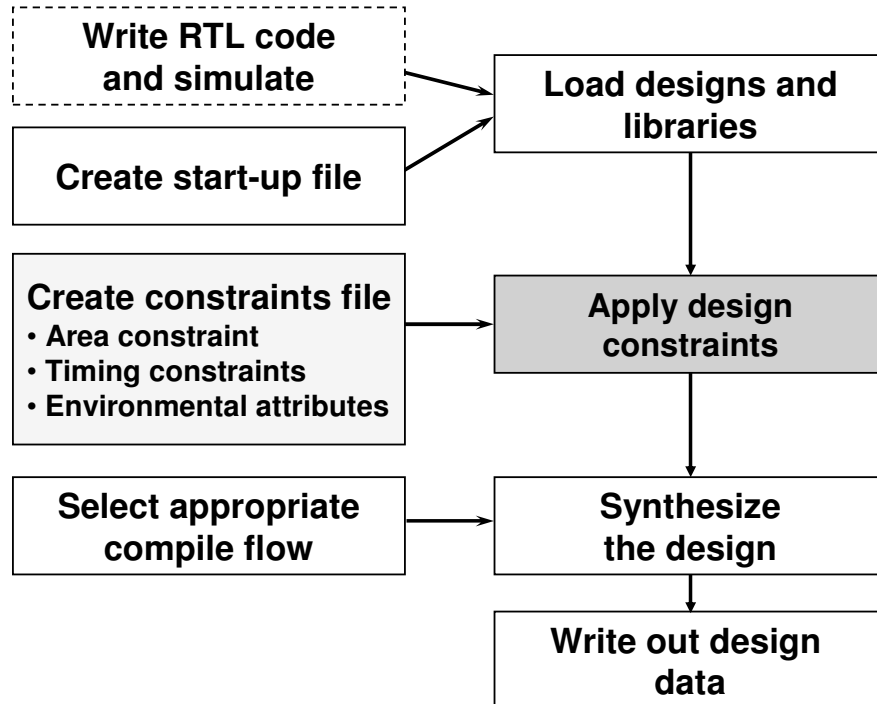 Write RTL code
and simulate
Load designs and
libraries
Create start-up file
Create constraints file
• Area constraint
• Timing constraints
• Environmental attributes
Apply design
constraints
Select appropriate
compile flow
Synthesize
the design
Write out design
data